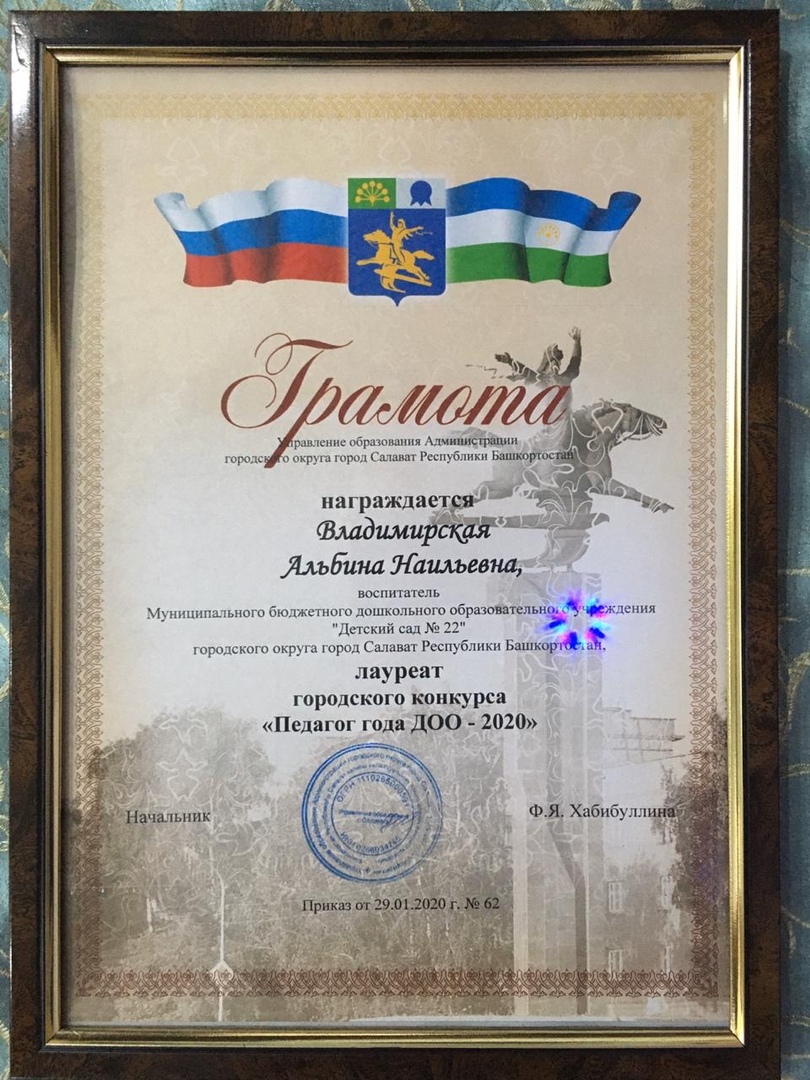 Грамота
Управление образования Администрации
городского округа город Салават Республики Башкортостан
награждается
Владимирская
Альбина Наильевна,
воспитатель
Муниципального бюджетного дошкольного образовательного учреждения
"Детский сад № 22"
городского округа город Салават Республики Башкортостан,
лауреат
городского конкурса
«Педагог года ДОО - 2020»
Начальник
Ф.Я. Хабибуллина
Приказ от 29.01.2020 г. № 62